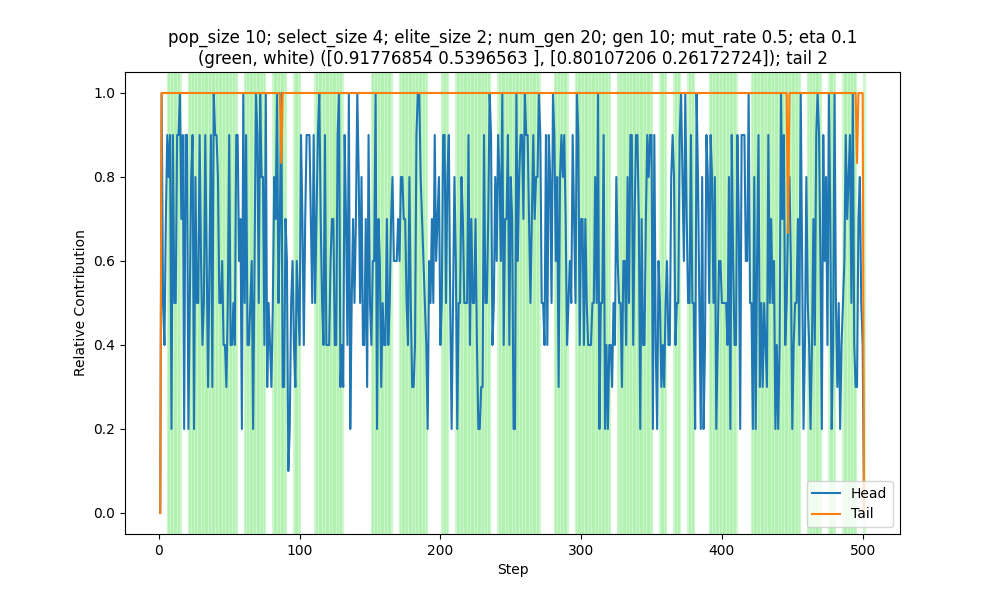 pop_size 10; select_size 4; elite_size 2; num_gen 20; gen 10; mut_rate 0.5; eta 0.1
(green, white) ([0.91776854 0.5396563 ], [0.80107206 0.26172724]); tail 2
1.0
0.8
0.6
0.4
0.2
0.0
Relative Contribution
0
100
200
300
400
500
Step
Head
Tail